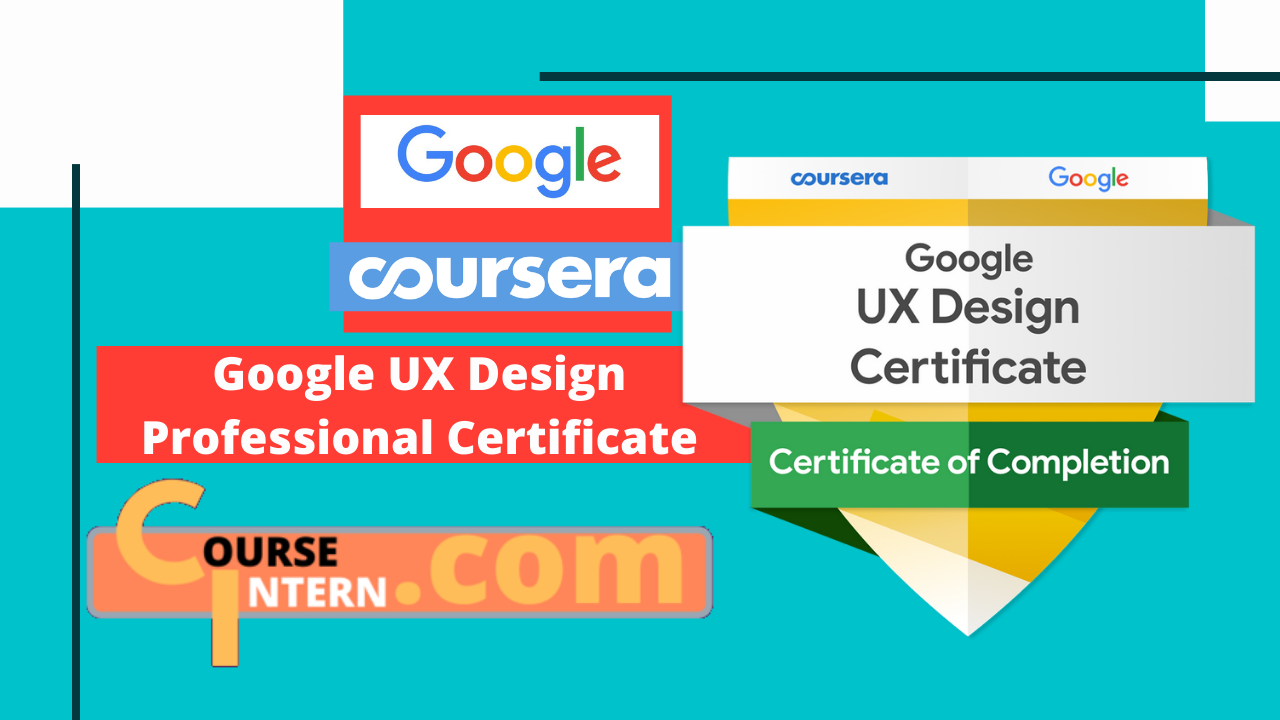 Google
coursera
Google UX Design
Professional Certificate
COURSE
INTERN.com
coursera Google
Google
UX Design
Certificate
Certificate of Completion